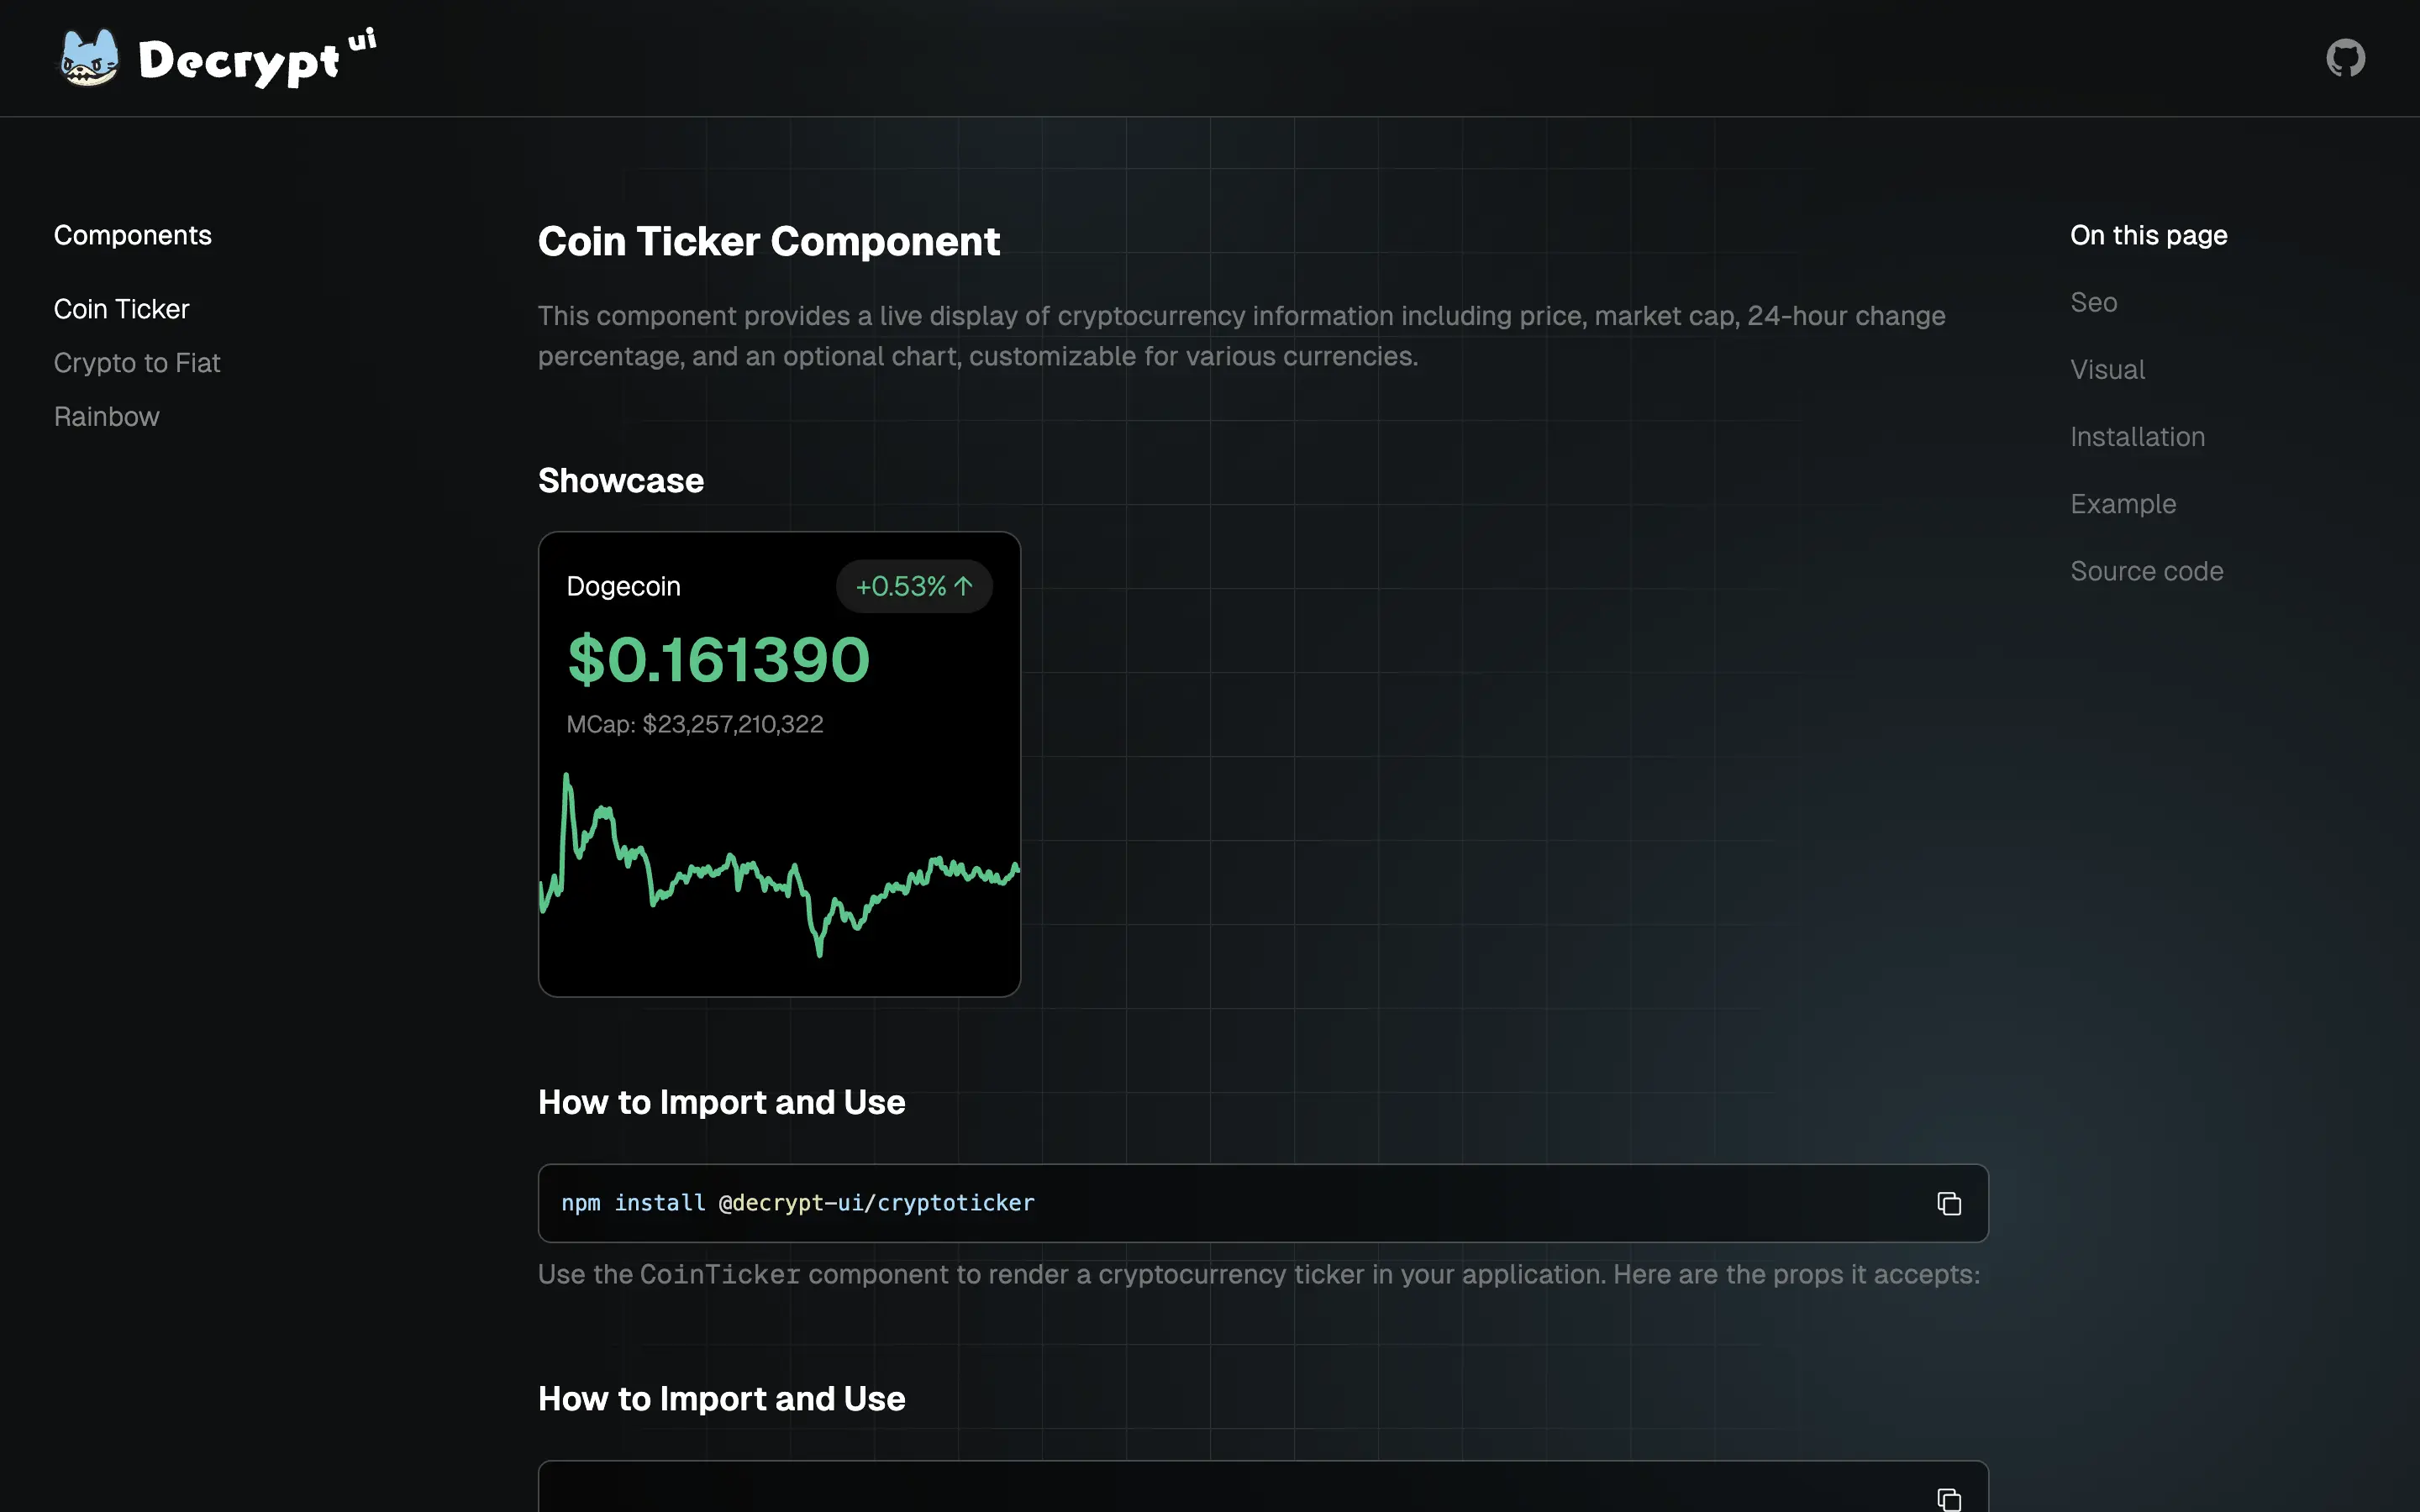 Decrypt ui
Components
Coin Ticker
Crypto to Fiat
Rainbow
Coin Ticker Component
This component provides a live display of cryptocurrency information including price, market cap, 24-hour change
percentage, and an optional chart, customizable for various currencies.
Showcase
Dogecoin
+0.53% ↑
$0.161390
MCap: $23,257,210,322
How to Import and Use
npm install @decrypt-ui/cryptoticker
Use the CoinTicker component to render a cryptocurrency ticker in your application. Here are the props it accepts:
How to Import and Use
On this page
Seo
Visual
Installation
Example
Source code